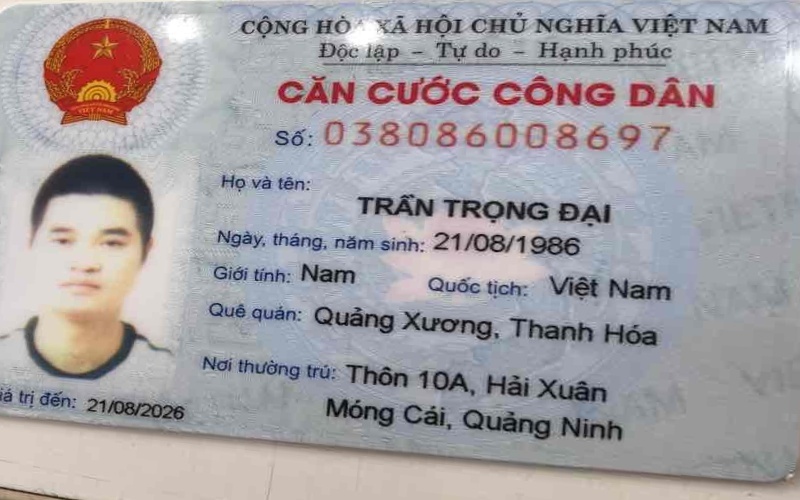 CỘNG HÒA XÃ HỘI CHỦ NGHĨA VIỆT NAM
Độc lập - Tự do - Hạnh phúc
CĂN CƯỚC CÔNG DÂN
Số: 038086008697
Họ và tên:
TRẦN TRỌNG ĐẠI
Ngày, tháng, năm sinh: 21/08/1986
Giới tính: Nam Quốc tịch: Việt Nam
Quê quán: Quảng Xương, Thanh Hóa
Nơi thường trú: Thôn 10A, Hải Xuân
Móng Cái, Quảng Ninh
iá trị đến: 21/08/2026
VIỆT NAM